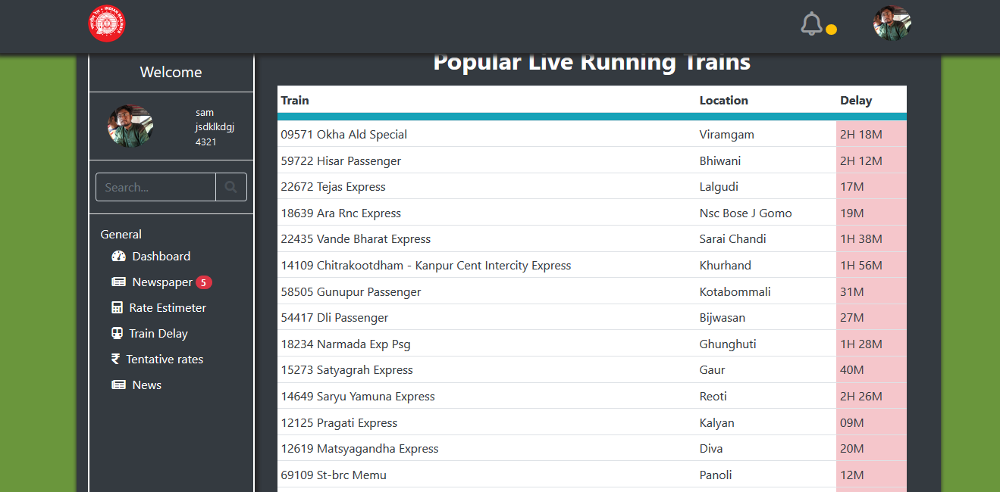 INDIAN RAILWAYS
Popular Live Running Trains
Welcome
sam
jsdklkdgj
4321
Search...
General
Dashboard
Newspaper 5
Rate Estimeter
Train Delay
Tentative rates
News
Train Location Delay
09571 Okha Ald Special Viramgam 2H 18M
59722 Hisar Passenger Bhiwani 2H 12M
22672 Tejas Express Lalgudi 17M
18639 Ara Rnc Express Nsc Bose J Gomo 19M
22435 Vande Bharat Express Sarai Chandi 1H 38M
14109 Chitrakootdham - Kanpur Cent Intercity Express Khurhand 1H 56M
58505 Gunupur Passenger Kotabommali 31M
54417 Dli Passenger Bijwasan 27M
18234 Narmada Exp Psg Ghunghuti 1H 28M
15273 Satyagrah Express Gaur 40M
14649 Saryu Yamuna Express Reoti 2H 26M
12125 Pragati Express Kalyan 09M
12619 Matsyagandha Express Diva 20M
69109 St-brc Memu Panoli 12M